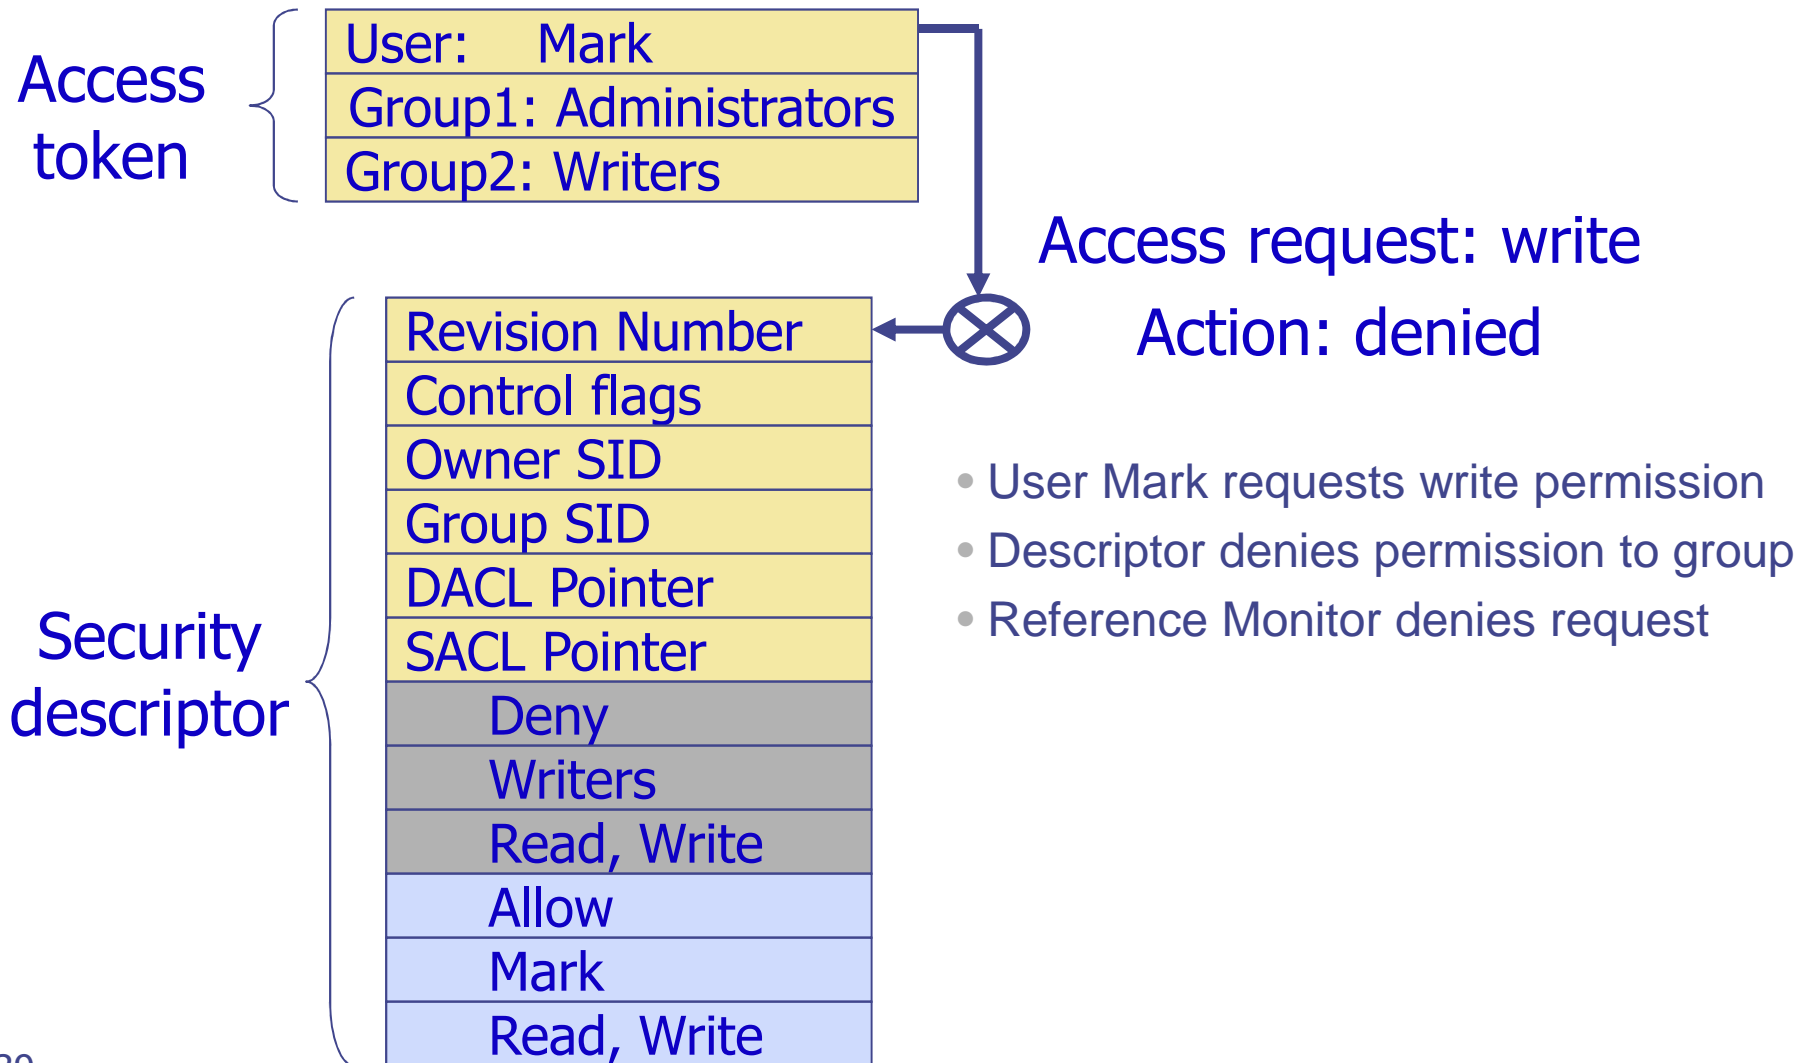 Access
token
User: Mark
Group1: Administrators
Group2: Writers
Access request: write
Action: denied
Security
descriptor
Revision Number
Control flags
Owner SID
Group SID
DACL Pointer
SACL Pointer
Deny
Writers
Read, Write
Allow
Mark
Read, Write
• User Mark requests write permission
• Descriptor denies permission to group
• Reference Monitor denies request